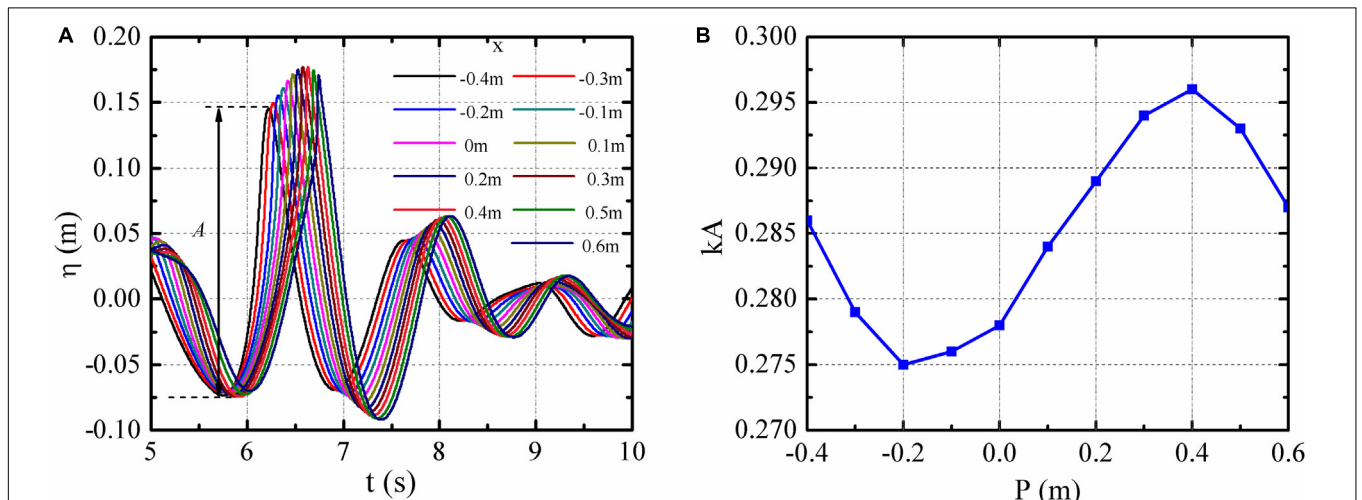 A
0.20
0.15
0.10
0.05
0.00
-0.05
-0.10
η (m)
5 6 7 8 9 10
t (s)
A
x
-0.4m -0.3m
-0.2m -0.1m
0m 0.1m
0.2m 0.3m
0.4m 0.5m
0.6m
B
0.300
0.295
0.290
0.285
0.280
0.275
0.270
kA
-0.4 -0.2 0.0 0.2 0.4 0.6
P (m)